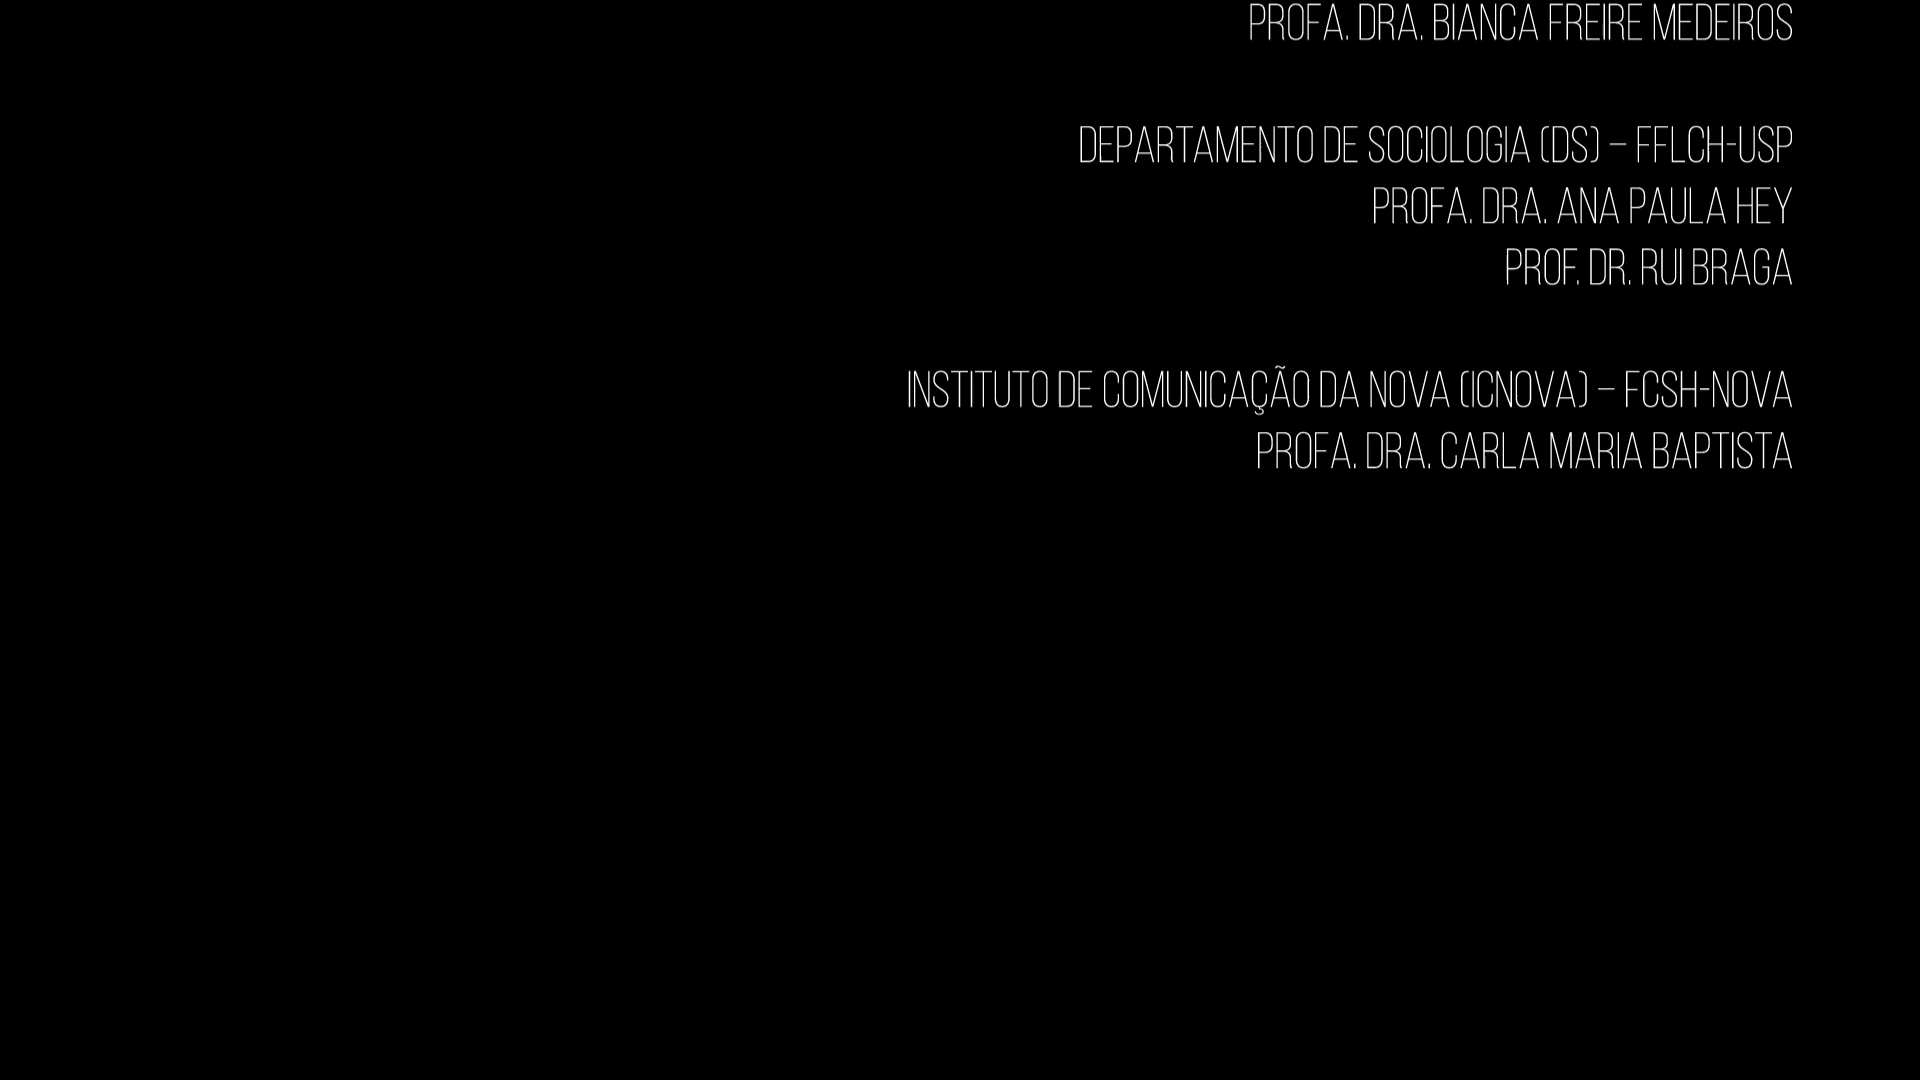 PROFA. DRA. BIANCA FREIRE MEDEIROS
DEPARTAMENTO DE SOCIOLOGIA (DS) – FFLCH-USP
PROFA. DRA. ANA PAULA HEY
PROF. DR. RUI BRAGA
INSTITUTO DE COMUNICAÇÃO DA NOVA (ICNOVA) – FCSH-NOVA
PROFA. DRA. CARLA MARIA BAPTISTA